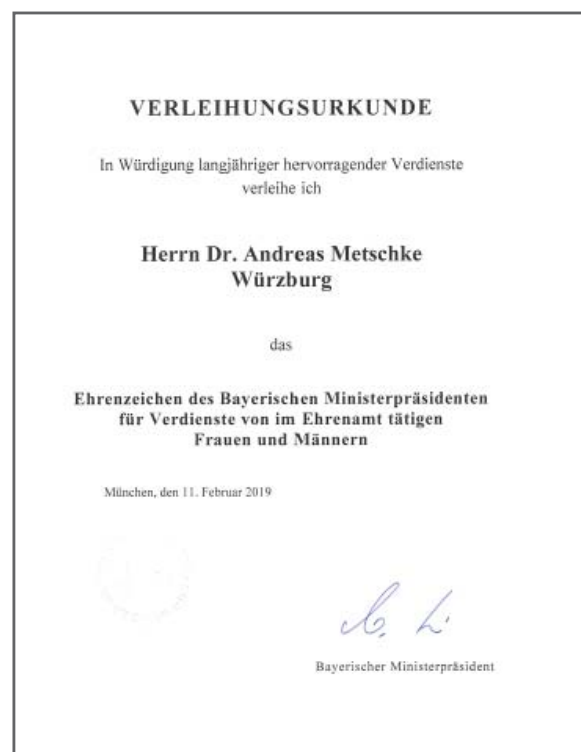 VERLEIHUNGSURKUNDE
In Würdigung langjähriger hervorragender Verdienste
verleihe ich
Herrn Dr. Andreas Metschke
Würzburg
das
Ehrenzeichen des Bayerischen Ministerpräsidenten
für Verdienste von im Ehrenamt tätigen
Frauen und Männern
München, den 11. Februar 2019
Bayerischer Ministerpräsident